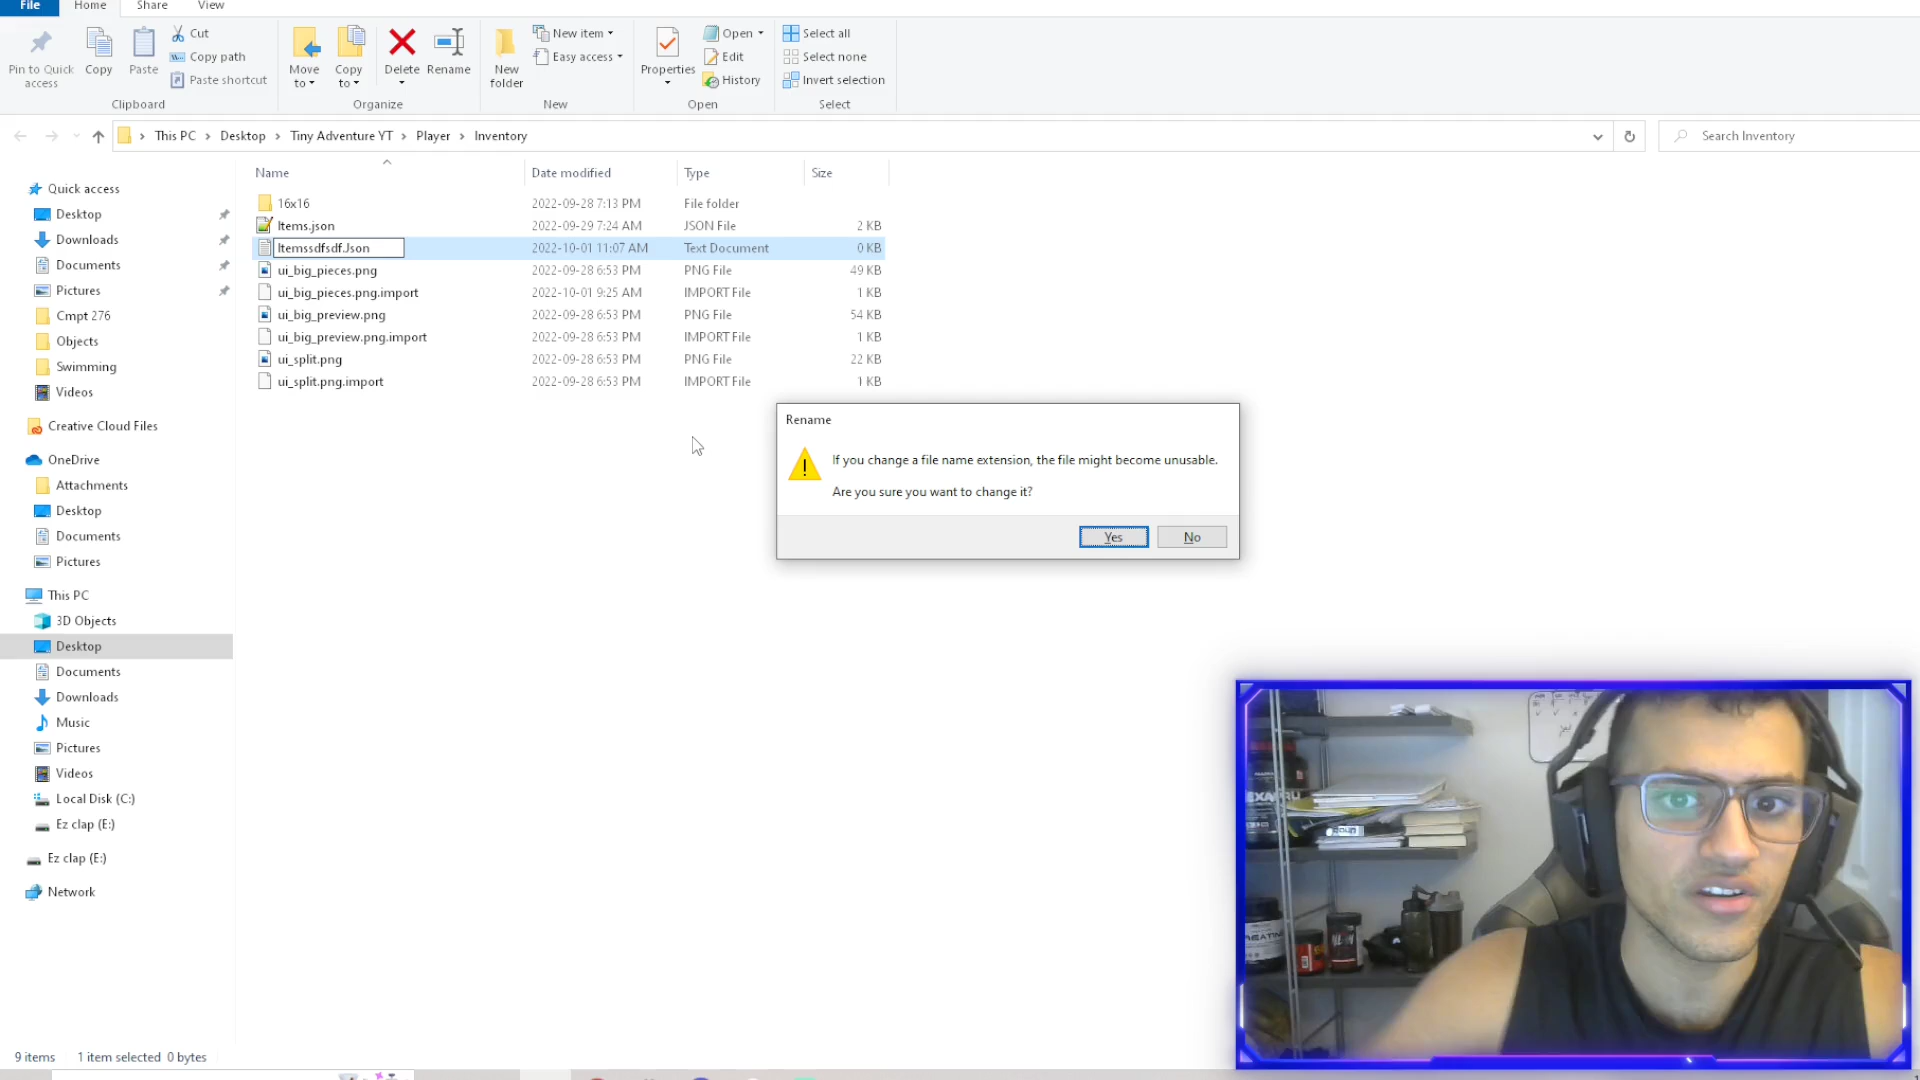 File Home Share View
Pin to Quick access
Copy
Paste
Cut
Copy path
Paste shortcut
Clipboard
Move to
Copy to
Delete
Rename
Organize
New folder
New item
Easy access
New
Properties
Open
Edit
History
Open
Select all
Select none
Invert selection
Select
This PC > Desktop > Tiny Adventure YT > Player > Inventory
Search Inventory
Name Date modified Type Size
16x16 2022-09-28 7:13 PM File folder
Items.json 2022-09-29 7:24 AM JSON File 2 KB
Itemssdfsdf.Json 2022-10-01 11:07 AM Text Document 0 KB
ui_big_pieces.png 2022-09-28 6:53 PM PNG File 49 KB
ui_big_pieces.png.import 2022-10-01 9:25 AM IMPORT File 1 KB
ui_big_preview.png 2022-09-28 6:53 PM PNG File 54 KB
ui_big_preview.png.import 2022-09-28 6:53 PM IMPORT File 1 KB
ui_split.png 2022-09-28 6:53 PM PNG File 22 KB
ui_split.png.import 2022-09-28 6:53 PM IMPORT File 1 KB
Quick access
Desktop
Downloads
Documents
Pictures
Cmpt 276
Objects
Swimming
Videos
Creative Cloud Files
OneDrive
Attachments
Desktop
Documents
Pictures
This PC
3D Objects
Desktop
Documents
Downloads
Music
Pictures
Videos
Local Disk (C:)
Ez clap (E:)
Ez clap (E:)
Network
Rename
If you change a file name extension, the file might become unusable.
Are you sure you want to change it?
Yes No
9 items 1 item selected 0 bytes